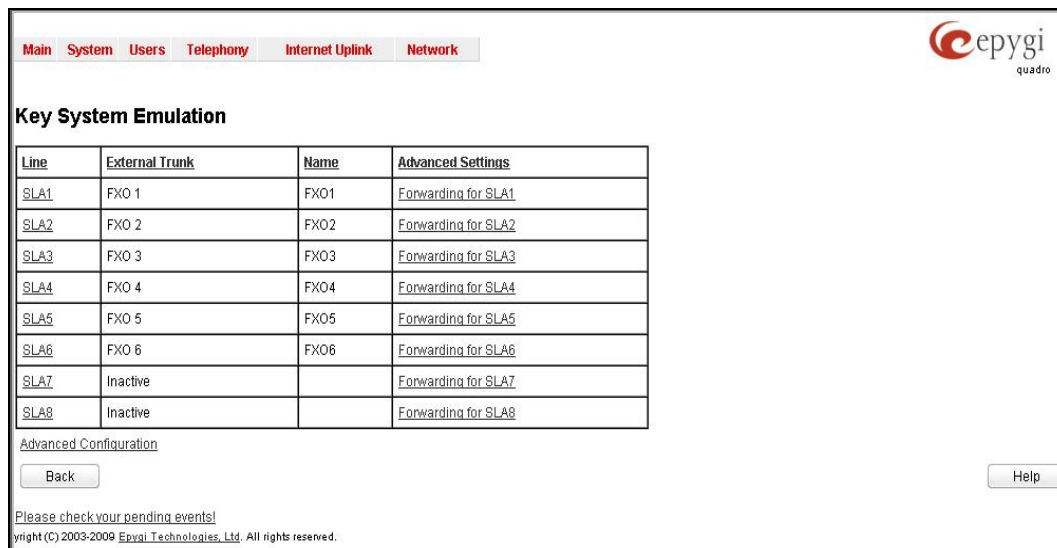 Main System Users Telephony Internet Uplink Network
epygi
quadro
Key System Emulation
Line External Trunk Name Advanced Settings
SLA1 FXO 1 FXO1 Forwarding for SLA1
SLA2 FXO 2 FXO2 Forwarding for SLA2
SLA3 FXO 3 FXO3 Forwarding for SLA3
SLA4 FXO 4 FXO4 Forwarding for SLA4
SLA5 FXO 5 FXO5 Forwarding for SLA5
SLA6 FXO 6 FXO6 Forwarding for SLA6
SLA7 Inactive Forwarding for SLA7
SLA8 Inactive Forwarding for SLA8
Advanced Configuration
Back Help
Please check your pending events!
yright (C) 2003-2009 Epygi Technologies, Ltd. All rights reserved.